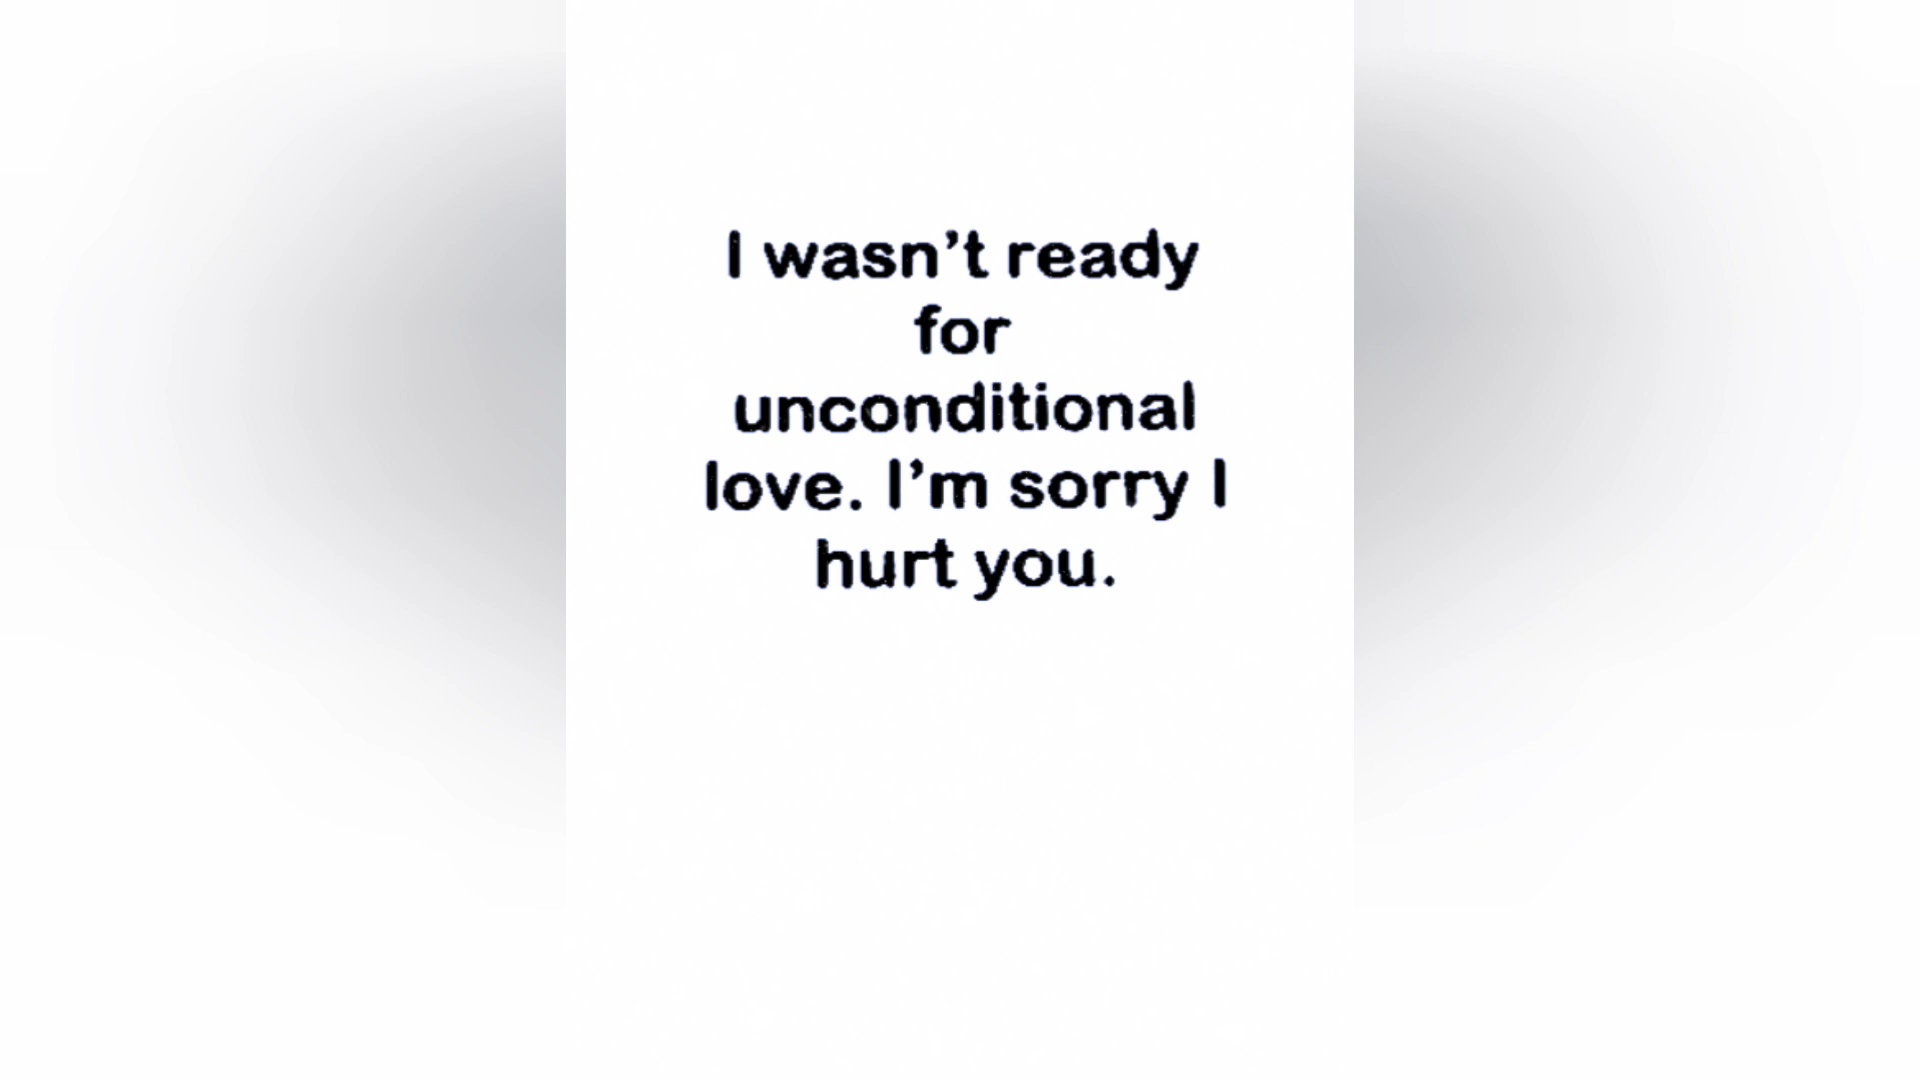 I wasn’t ready
for
unconditional
love. I’m sorry I
hurt you.